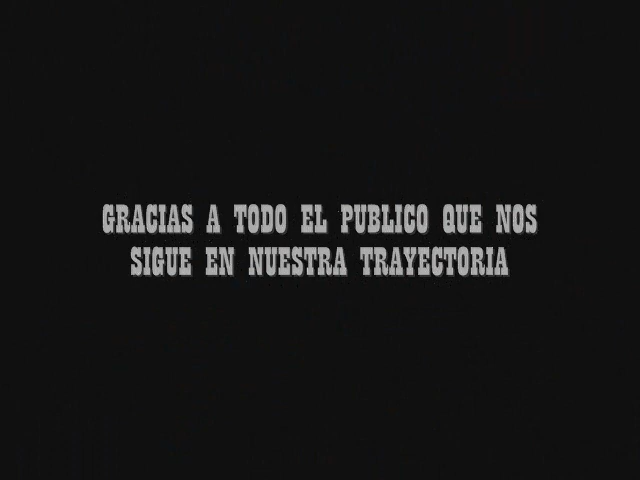 GRACIAS A TODO EL PUBLICO QUE NOS
SIGUE EN NUESTRA TRAYECTORIA